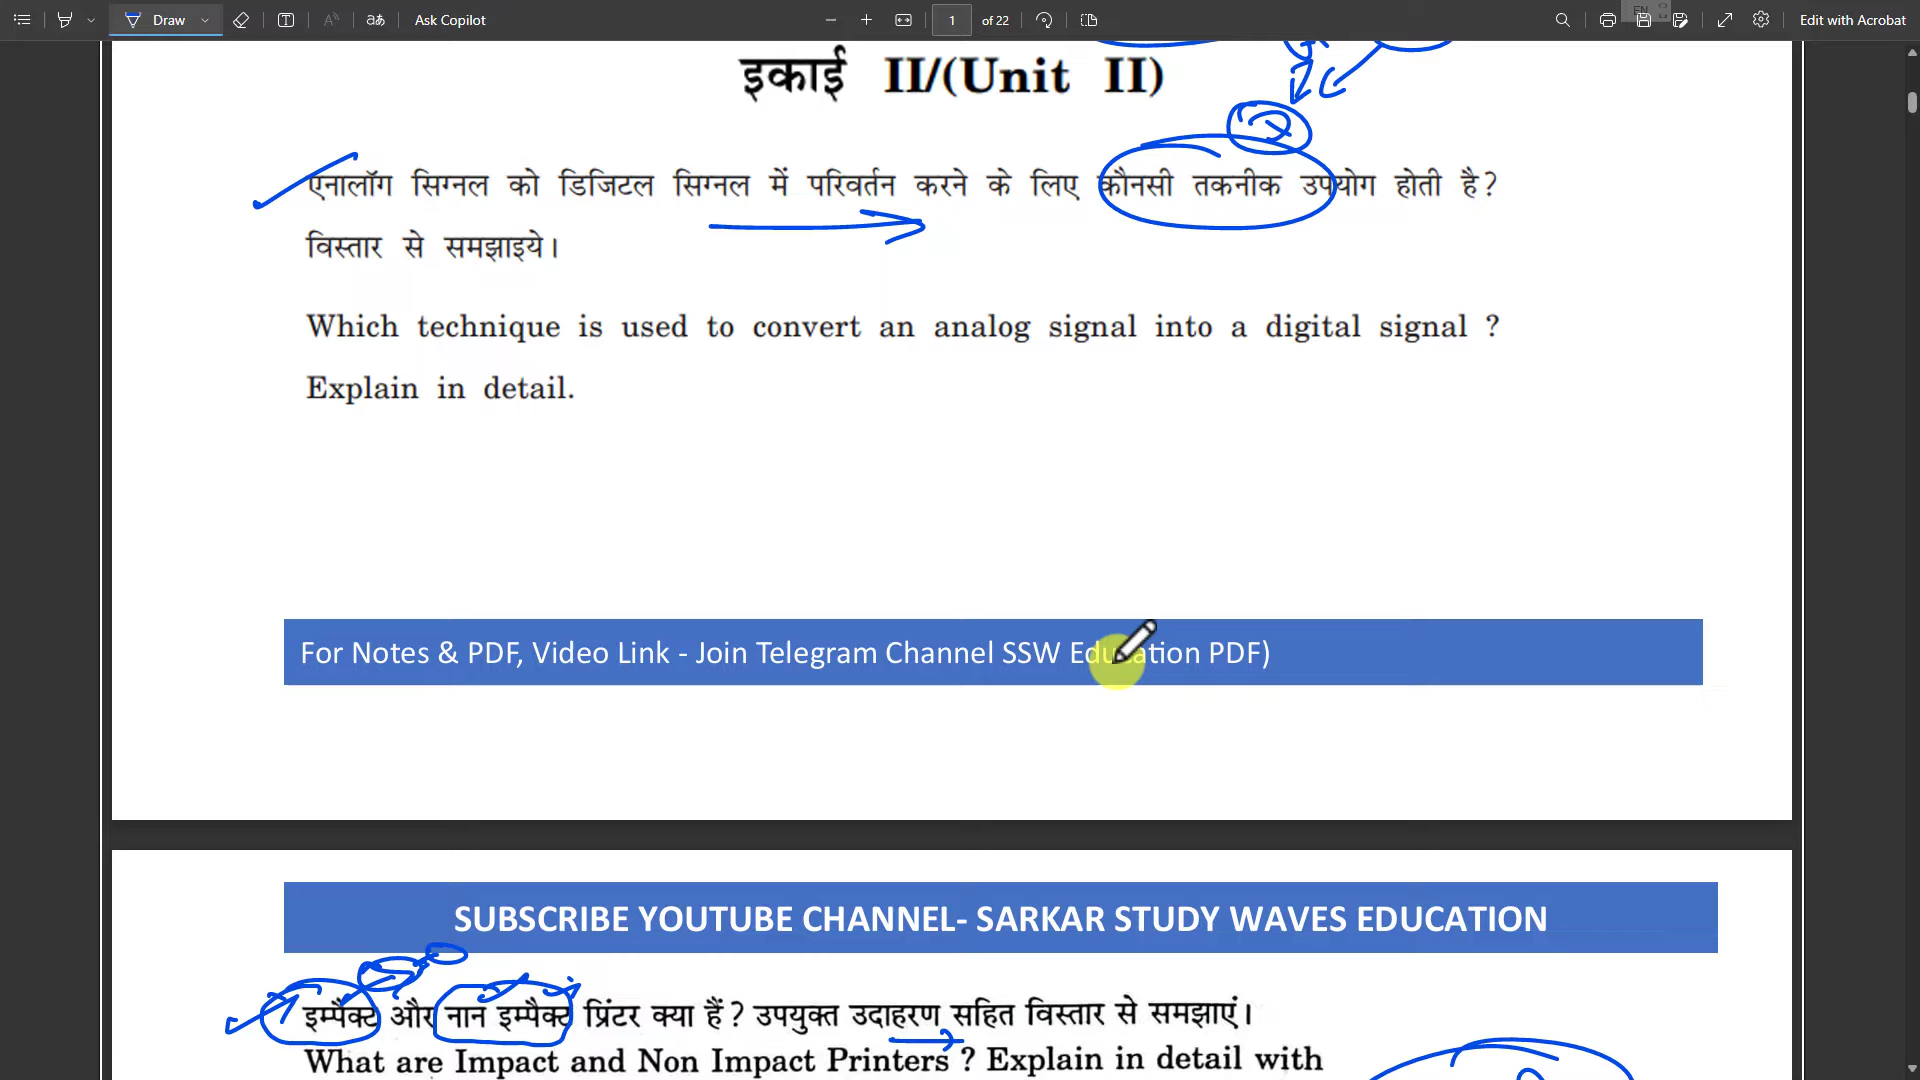 Draw
Ask Copilot
1 of 22
EN
Edit with Acrobat
इकाई II/(Unit II)
एनालॉग सिग्नल को डिजिटल सिग्नल में परिवर्तन करने के लिए कौनसी तकनीक उपयोग होती है?
विस्तार से समझाइये।
Which technique is used to convert an analog signal into a digital signal ?
Explain in detail.
For Notes & PDF, Video Link - Join Telegram Channel SSW Education PDF)
SUBSCRIBE YOUTUBE CHANNEL- SARKAR STUDY WAVES EDUCATION
इम्पैक्ट और नान इम्पैक्ट प्रिंटर क्या हैं? उपयुक्त उदाहरण सहित विस्तार से समझाएं।
What are Impact and Non Impact Printers ? Explain in detail with